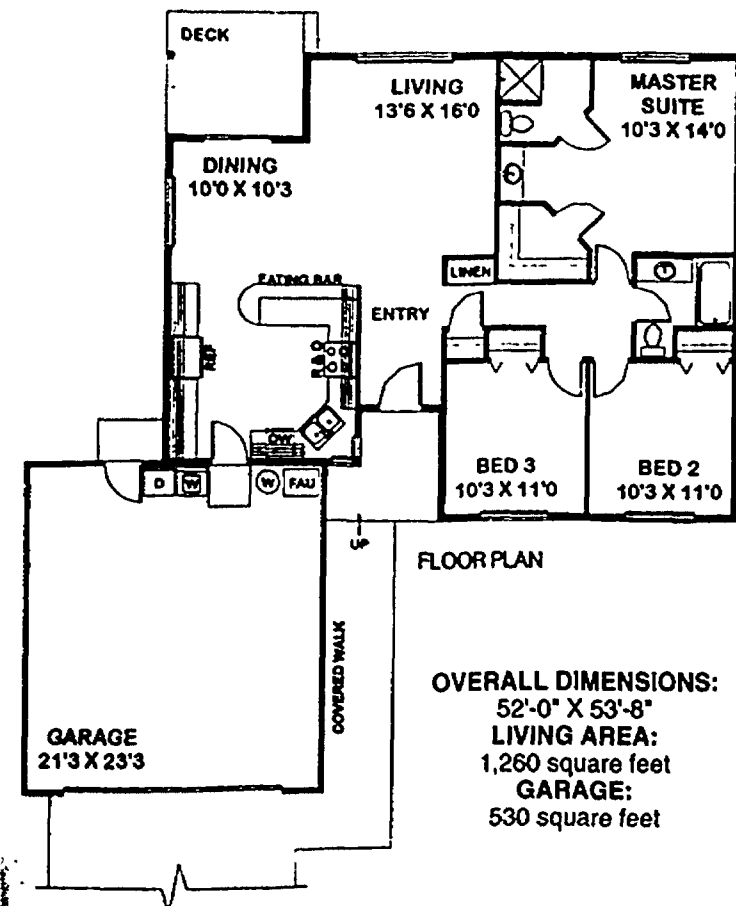 DECK
LIVING
13'6 X 16'0
MASTER
SUITE
10'3 X 14'0
DINING
10'0 X 10'3
LINEN
EATING BAR
ENTRY
REF
R&O
DW
BED 3
10'3 X 11'0
BED 2
10'3 X 11'0
D
W
W
FAU
UP
FLOOR PLAN
COVERED WALK
GARAGE
21'3 X 23'3
OVERALL DIMENSIONS:
52'-0" X 53'-8"
LIVING AREA:
1,260 square feet
GARAGE:
530 square feet